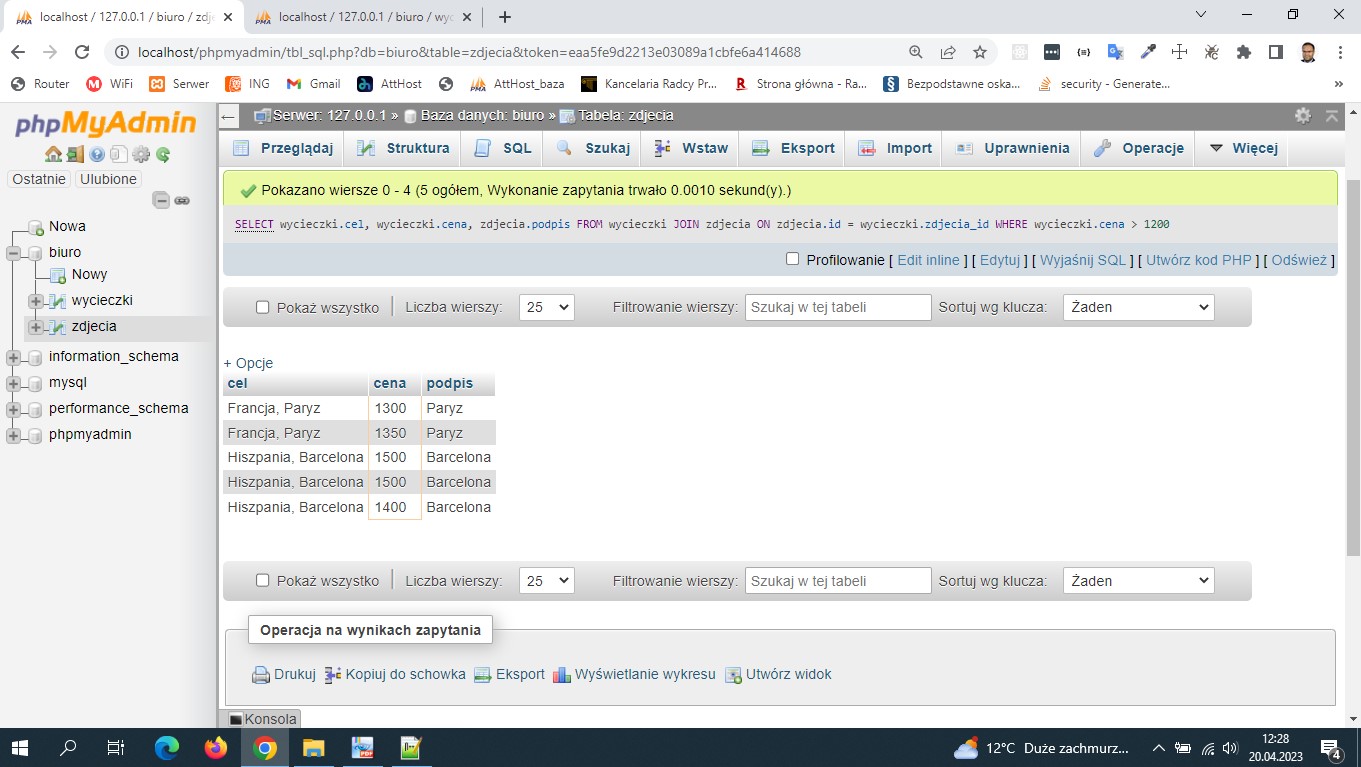 localhost / 127.0.0.1 / biuro / zdj
localhost / 127.0.0.1 / biuro / wyc
localhost/phpmyadmin/tbl_sql.php?db=biuro&table=zdjecia&token=eaa5fe9d2213e03089a1cbfe6a414688
Router WiFi Serwer ING Gmail AttHost AttHost_baza Kancelaria Radcy Pr... Strona główna - Ra... Bezpodstawne oska... security - Generate... »
phpMyAdmin
Ostatnie Ulubione
Nowa
biuro
Nowy
wycieczki
zdjecia
information_schema
mysql
performance_schema
phpmyadmin
Serwer: 127.0.0.1 » Baza danych: biuro » Tabela: zdjecia
Przeglądaj Struktura SQL Szukaj Wstaw Eksport Import Uprawnienia Operacje Więcej
Pokazano wiersze 0 - 4 (5 ogółem, Wykonanie zapytania trwało 0.0010 sekund(y).)
SELECT wycieczki.cel, wycieczki.cena, zdjecia.podpis FROM wycieczki JOIN zdjecia ON zdjecia.id = wycieczki.zdjecia_id WHERE wycieczki.cena > 1200
Profilowanie [ Edit inline ] [ Edytuj ] [ Wyjaśnij SQL ] [ Utwórz kod PHP ] [ Odśwież ]
Pokaż wszystko Liczba wierszy: 25 Filtrowanie wierszy: Szukaj w tej tabeli Sortuj wg klucza: Żaden
+ Opcje
cel cena podpis
Francja, Paryz 1300 Paryz
Francja, Paryz 1350 Paryz
Hiszpania, Barcelona 1500 Barcelona
Hiszpania, Barcelona 1500 Barcelona
Hiszpania, Barcelona 1400 Barcelona
Pokaż wszystko Liczba wierszy: 25 Filtrowanie wierszy: Szukaj w tej tabeli Sortuj wg klucza: Żaden
Operacja na wynikach zapytania
Drukuj Kopiuj do schowka Eksport Wyświetlanie wykresu Utwórz widok
Konsola
12°C Duże zachmurz...
12:28
20.04.2023
4